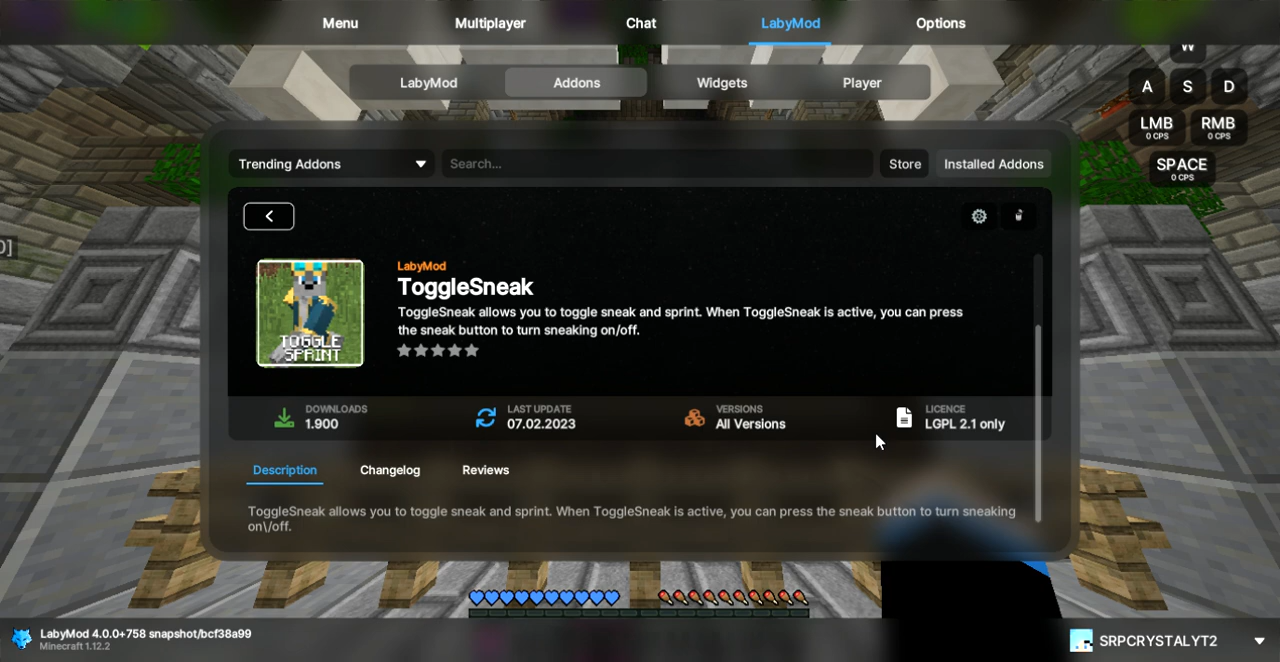 Menu
Multiplayer
Chat
LabyMod
Options
LabyMod
Addons
Widgets
Player
W
A
S
D
LMB
0 CPS
RMB
0 CPS
SPACE
0 CPS
Trending Addons
Search...
Store
Installed Addons
LabyMod
ToggleSneak
ToggleSneak allows you to toggle sneak and sprint. When ToggleSneak is active, you can press
the sneak button to turn sneaking on/off.
TOGGLE
SPRINT
DOWNLOADS
1.900
LAST UPDATE
07.02.2023
VERSIONS
All Versions
LICENCE
LGPL 2.1 only
Description
Changelog
Reviews
ToggleSneak allows you to toggle sneak and sprint. When ToggleSneak is active, you can press the sneak button to turn sneaking
on\/off.
LabyMod 4.0.0+758 snapshot/bcf38a99
Minecraft 1.12.2
SRPCRYSTALYT2